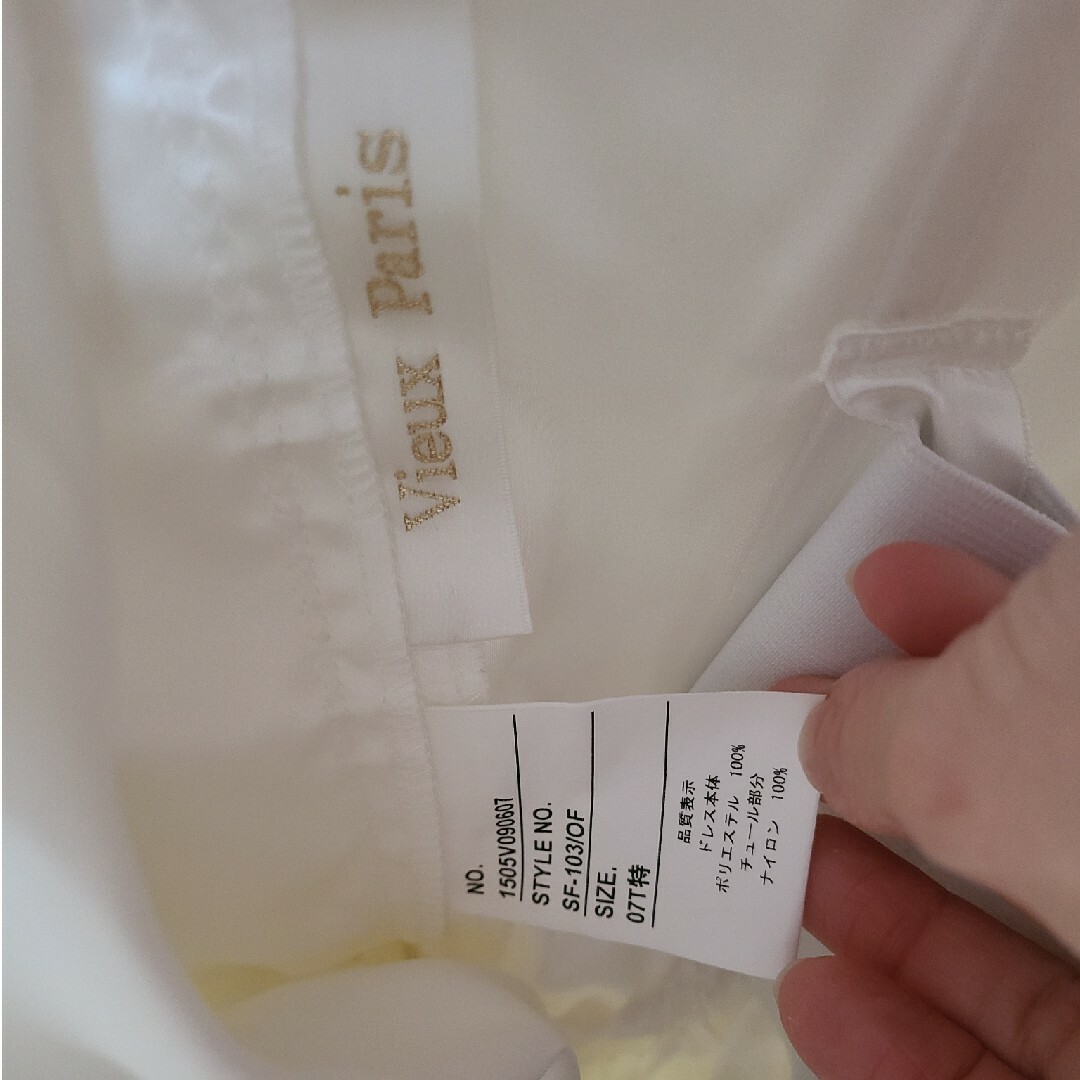 Vieux Paris
NO.
1505V090607
STYLE NO.
SF-103/OF
SIZE.
07T特
品質表示
ドレス本体
ポリエステル 100%
チュール部分
ナイロン 100%